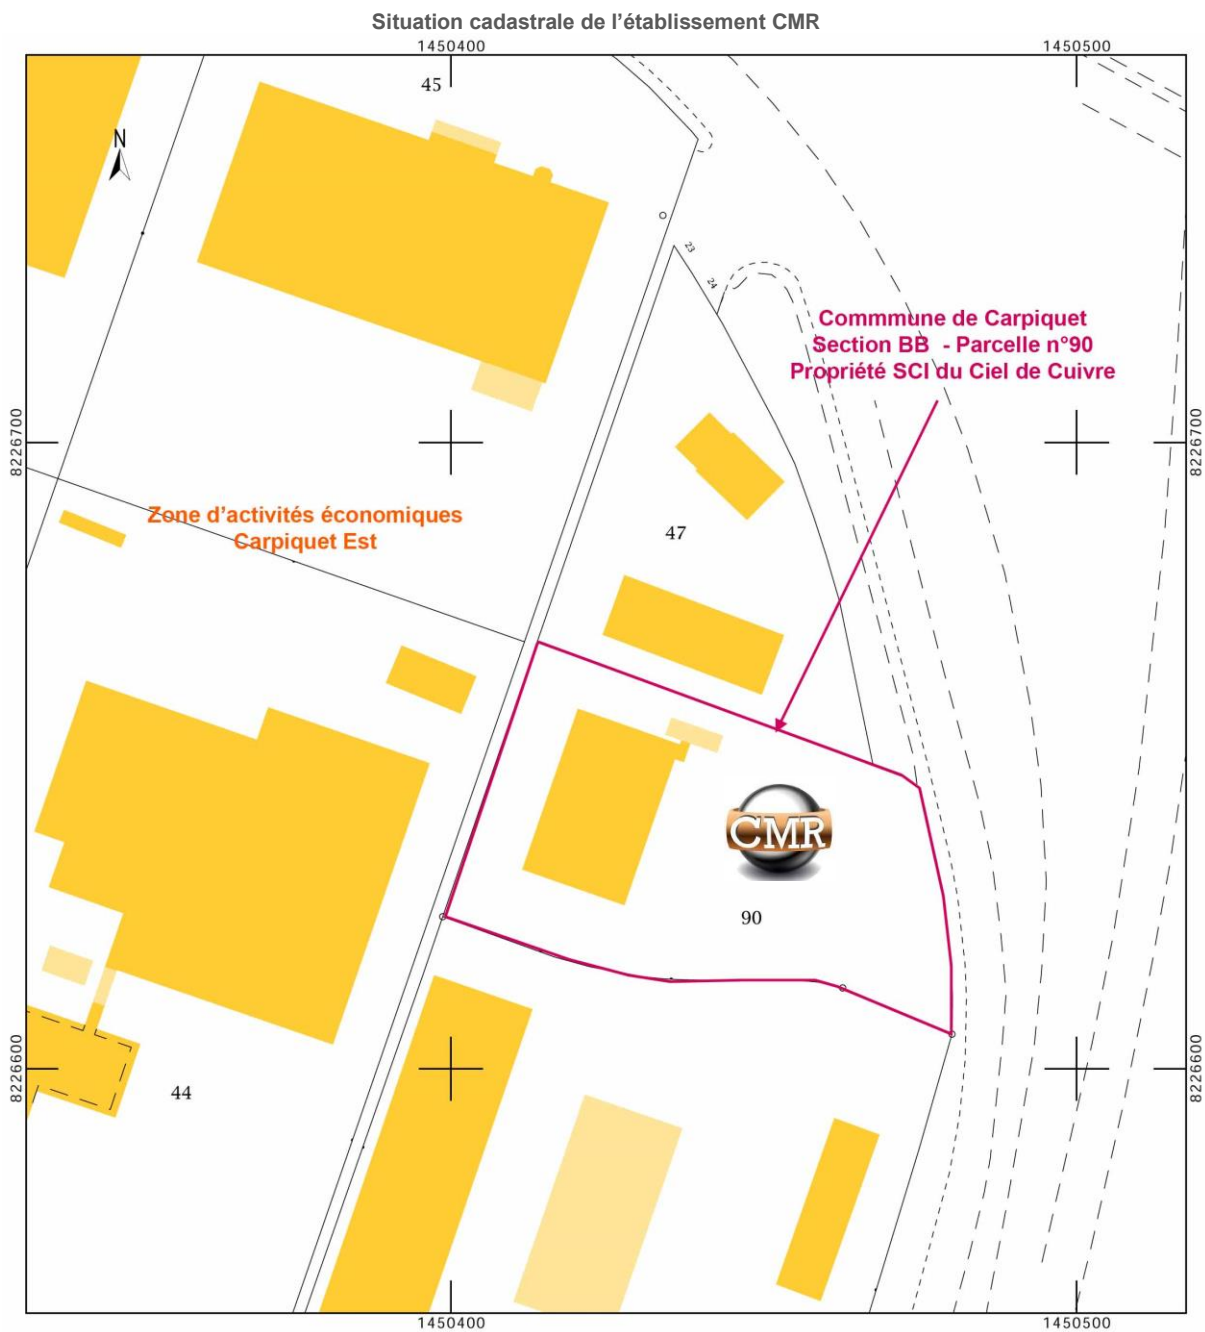 Situation cadastrale de l'établissement CMR
1450400
1450500
45
N
23
24
Commmune de Carpiquet
Section BB - Parcelle n°90
Propriété SCI du Ciel de Cuivre
8226700
8226700
Zone d'activités économiques
Carpiquet Est
47
CMR
90
8226600
8226600
44
1450400
1450500